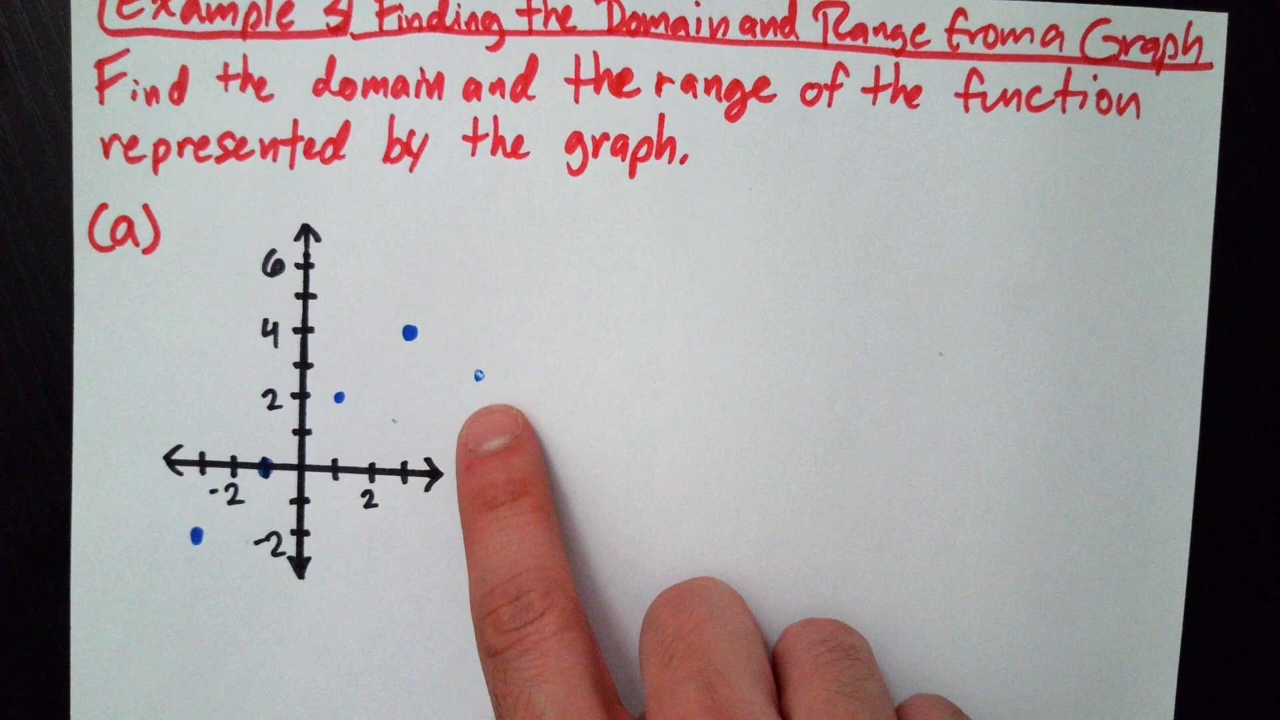 Example 3 Finding the Domain and Range from a Graph
Find the domain and the range of the function
represented by the graph.
(a)
6
4
2
-2 2
-2